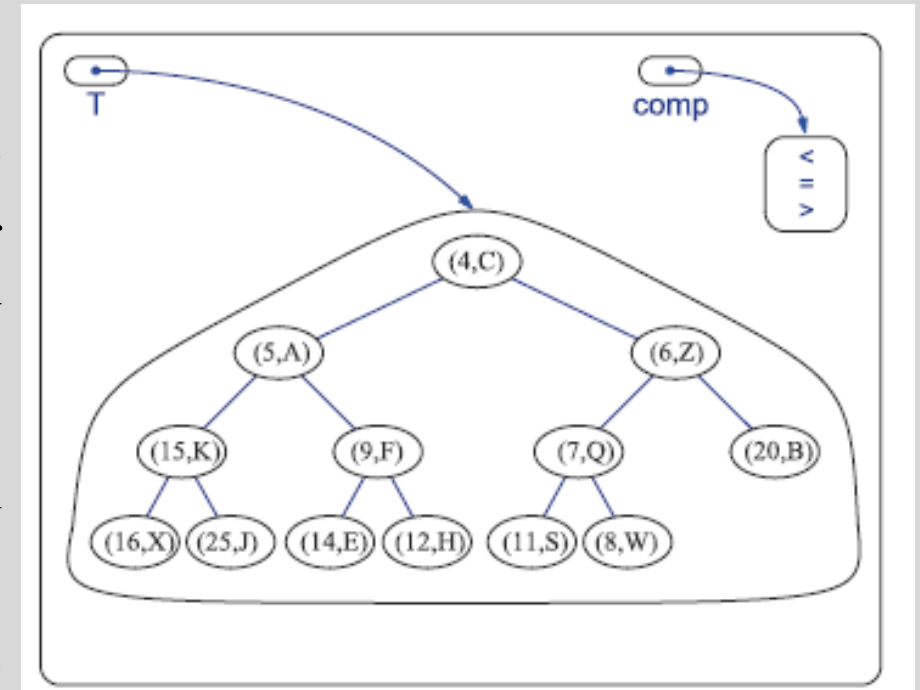 T
comp
<
=
>
(4,C)
(5,A) (6,Z)
(15,K) (9,F) (7,Q) (20,B)
(16,X) (25,J) (14,E) (12,H) (11,S) (8,W)